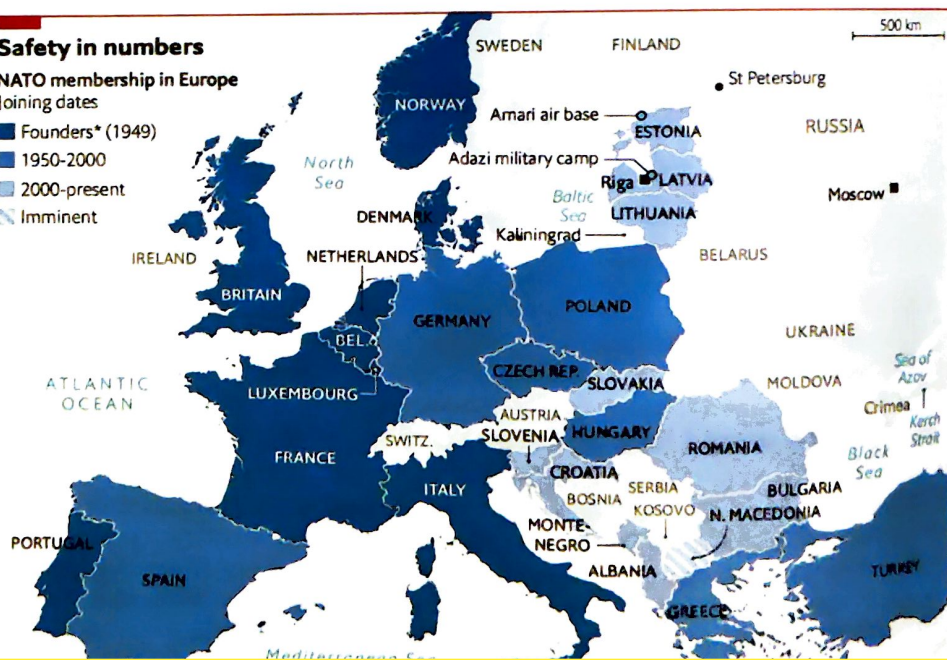 Safety in numbers
NATO membership in Europe
Joining dates
Founders* (1949)
1950-2000
2000-present
Imminent
500 km
SWEDEN
FINLAND
St Petersburg
NORWAY
Amari air base
ESTONIA
RUSSIA
North
Sea
Adazi military camp
Riga
LATVIA
Moscow
Baltic
Sea
LITHUANIA
DENMARK
Kaliningrad
IRELAND
NETHERLANDS
BELARUS
BRITAIN
POLAND
GERMANY
UKRAINE
BEL.
ATLANTIC
OCEAN
LUXEMBOURG
CZECH REP.
SLOVAKIA
MOLDOVA
Sea of
Azov
Crimea
Kerch
Strait
AUSTRIA
SWITZ.
SLOVENIA
HUNGARY
ROMANIA
Black
Sea
FRANCE
CROATIA
ITALY
BOSNIA
SERBIA
BULGARIA
KOSOVO
N. MACEDONIA
MONTE-
NEGRO
PORTUGAL
SPAIN
ALBANIA
TURKEY
GREECE
Mediterranean Sea